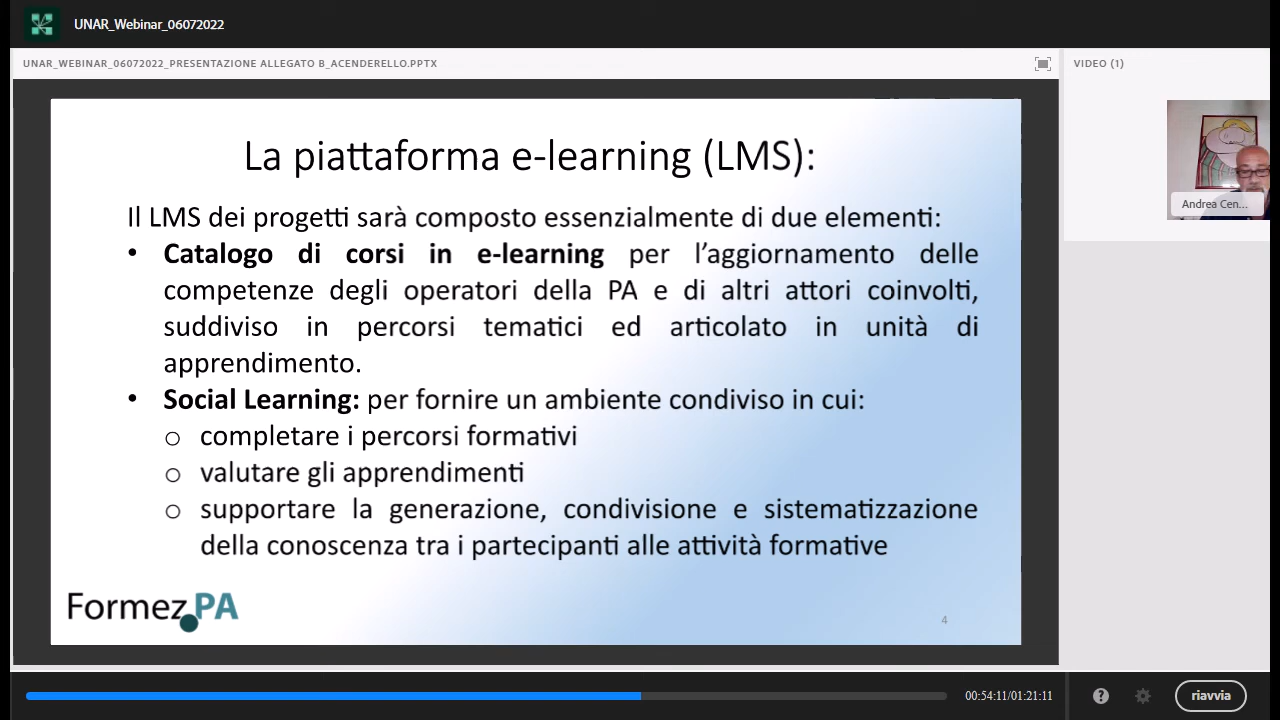 UNAR_Webinar_06072022
UNAR_WEBINAR_06072022_PRESENTAZIONE ALLEGATO B_ACENDERELLO.PPTX
VIDEO (1)
La piattaforma e-learning (LMS):
Il LMS dei progetti sarà composto essenzialmente di due elementi:
• Catalogo di corsi in e-learning per l'aggiornamento delle
competenze degli operatori della PA e di altri attori coinvolti,
suddiviso in percorsi tematici ed articolato in unità di
apprendimento.
• Social Learning: per fornire un ambiente condiviso in cui:
o completare i percorsi formativi
o valutare gli apprendimenti
o supportare la generazione, condivisione e sistematizzazione
della conoscenza tra i partecipanti alle attività formative
Formez PA
4
Andrea Cen...
00:54:11/01:21:11
?
riavvia